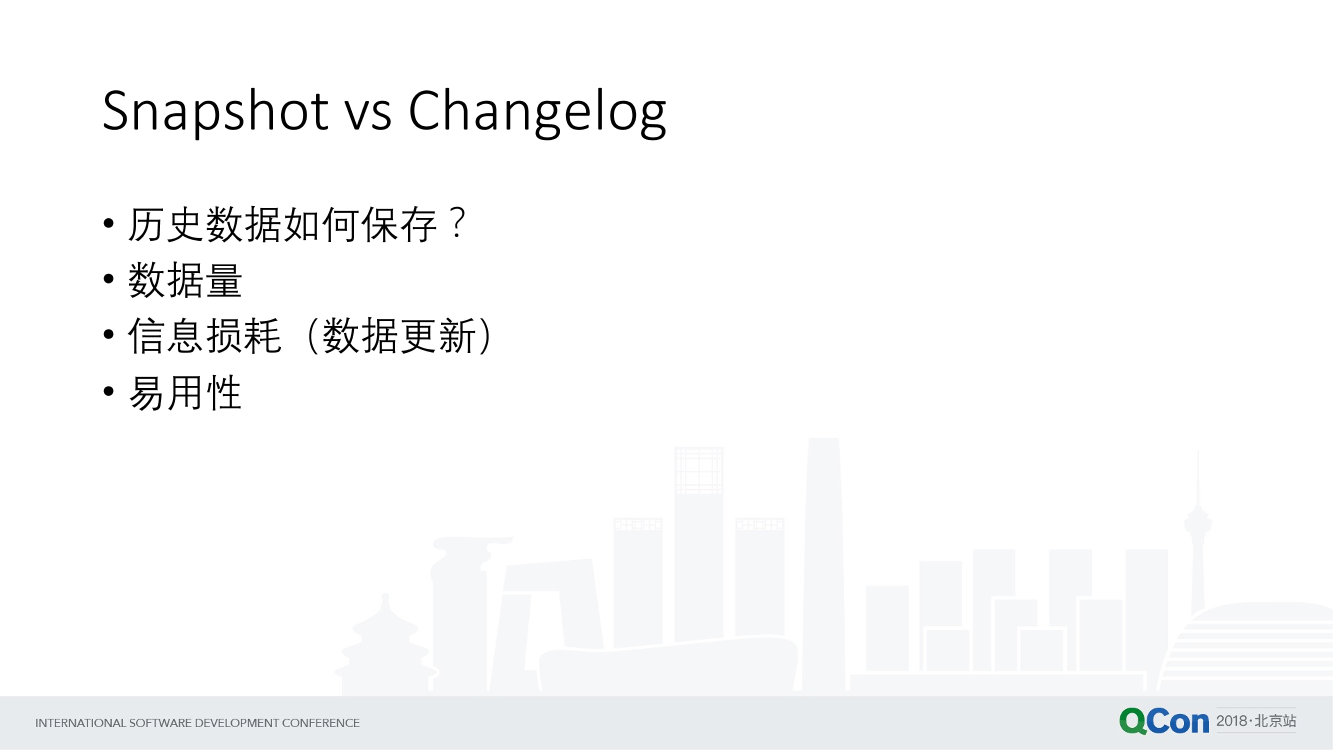 Snapshot vs Changelog
• 历史数据如何保存？
• 数据量
• 信息损耗（数据更新）
• 易用性
INTERNATIONAL SOFTWARE DEVELOPMENT CONFERENCE
QCon 2018·北京站